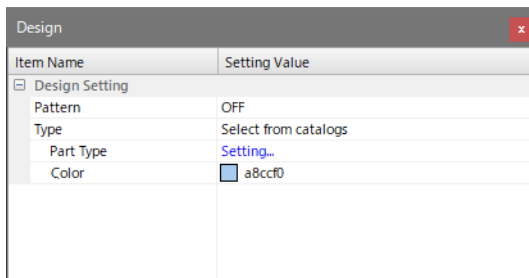 Design
x
Item Name Setting Value
Design Setting
Pattern OFF
Type Select from catalogs
Part Type Setting...
Color a8ccf0